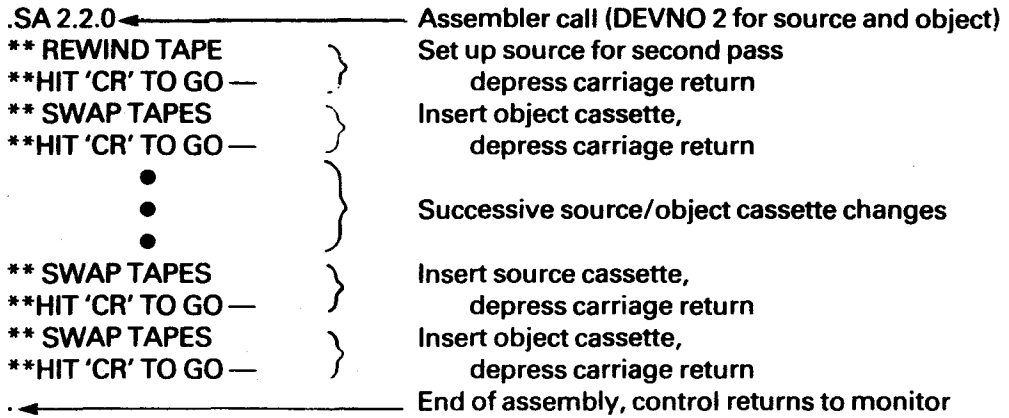 .SA 2.2.0 Assembler call (DEVNO 2 for source and object)
** REWIND TAPE Set up source for second pass
**HIT 'CR' TO GO — depress carriage return
** SWAP TAPES Insert object cassette,
**HIT 'CR' TO GO — depress carriage return
Successive source/object cassette changes
** SWAP TAPES Insert source cassette,
**HIT 'CR' TO GO — depress carriage return
** SWAP TAPES Insert object cassette,
**HIT 'CR' TO GO — depress carriage return
. End of assembly, control returns to monitor